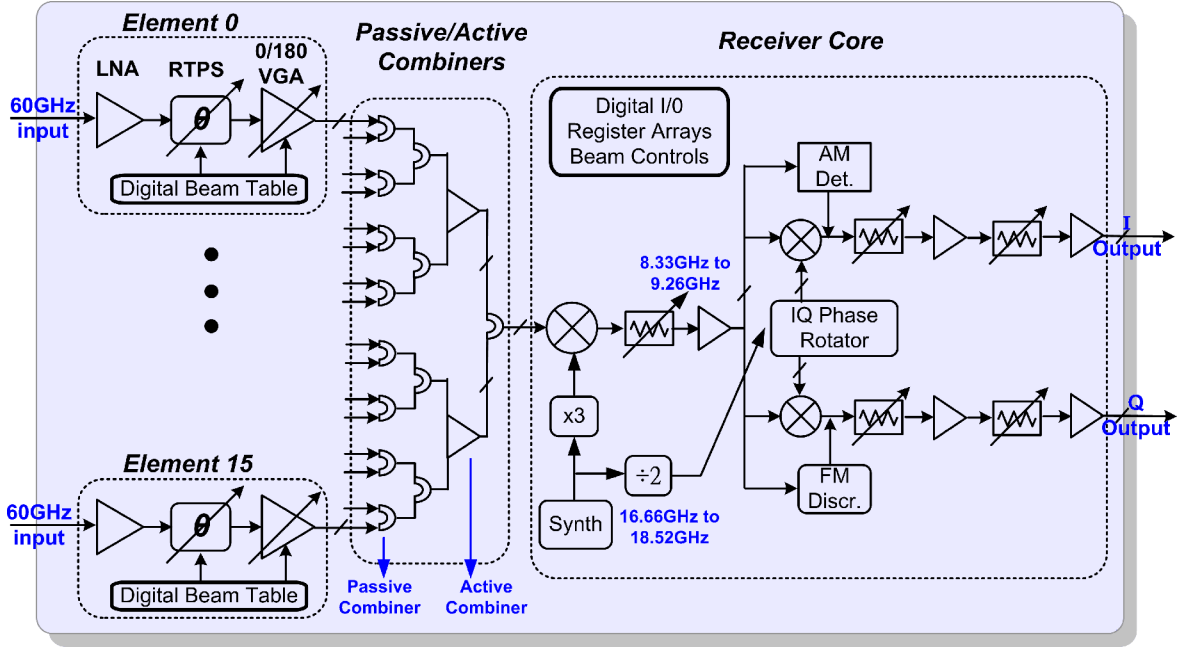 Element 0
Passive/Active
Combiners
Receiver Core
LNA
RTPS
0/180
VGA
60GHz
input
θ
Digital Beam Table
Digital I/0
Register Arrays
Beam Controls
AM
Det.
I
Output
8.33GHz to
9.26GHz
IQ Phase
Rotator
x3
÷2
Synth
16.66GHz to
18.52GHz
FM
Discr.
Q
Output
Element 15
60GHz
input
θ
Digital Beam Table
Passive
Combiner
Active
Combiner